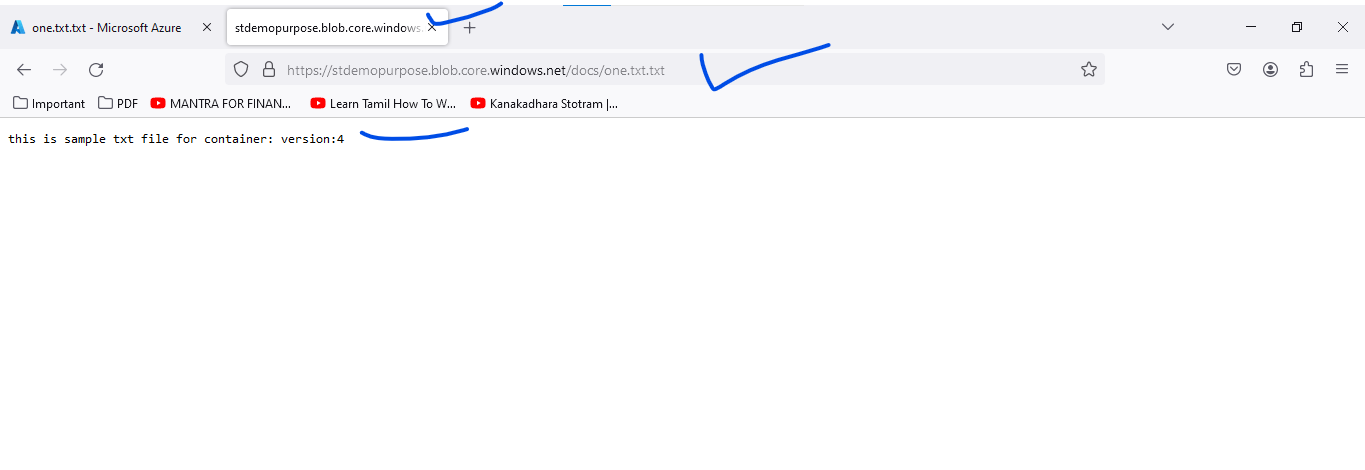 one.txt.txt - Microsoft Azure
stdemopurpose.blob.core.windows.
https://stdemopurpose.blob.core.windows.net/docs/one.txt.txt
Important
PDF
MANTRA FOR FINAN...
Learn Tamil How To W...
Kanakadhara Stotram |...
this is sample txt file for container: version:4